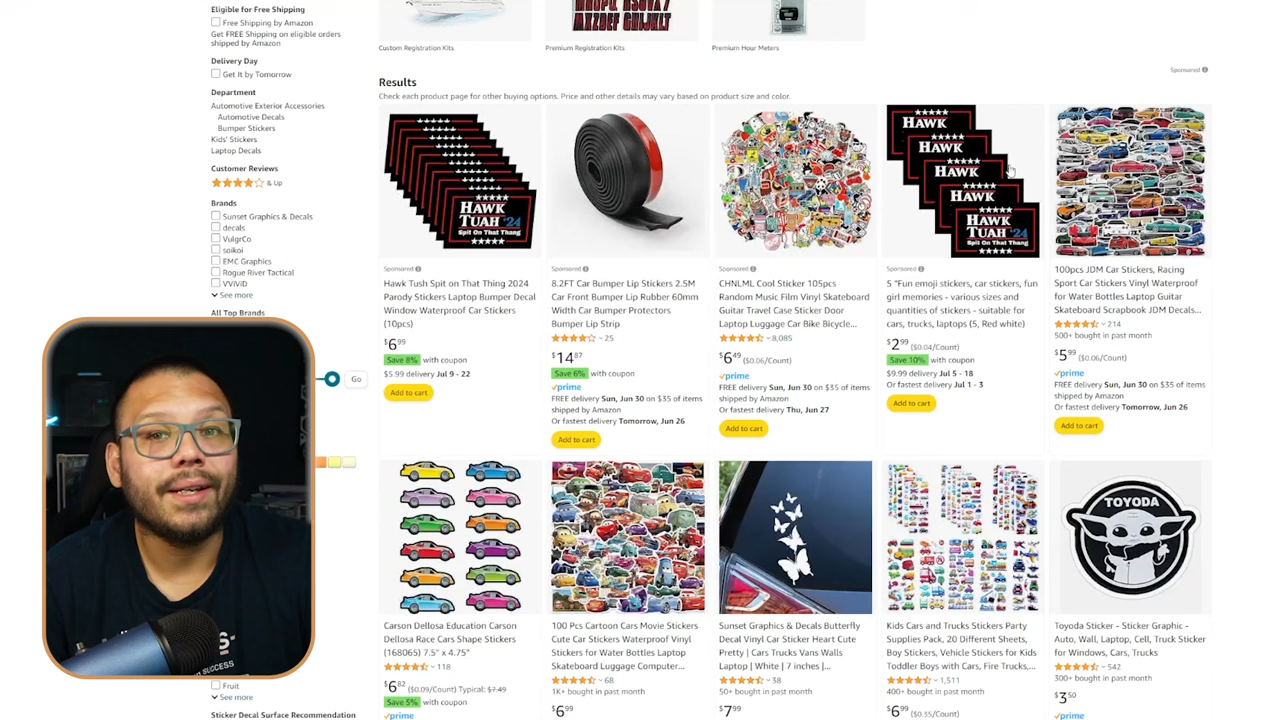 Eligible for Free Shipping
Free Shipping by Amazon
Get FREE Shipping on eligible orders
shipped by Amazon
Delivery Day
Get It by Tomorrow
Department
Automotive Exterior Accessories
Automotive Decals
Bumper Stickers
Kids' Stickers
Laptop Decals
Customer Reviews
& Up
Brands
Sunset Graphics & Decals
decals
VulgrCo
soikoi
EMC Graphics
Rogue River Tactical
ViViD
See more
All Top Brands
Go
Fruit
See more
Sticker Decal Surface Recommendation
Custom Registration Kits
Premium Registration Kits
Premium Hour Meters
Sponsored
Results
Check each product page for other buying options. Price and other details may vary based on product size and color.
HAWK
TUAH '24
Spit On That Thang
HAWK
HAWK
HAWK
HAWK
HAWK
TUAH '24
Spit On That Thang
Sponsored
Hawk Tush Spit on That Thing 2024
Parody Stickers Laptop Bumper Decal
Window Waterproof Car Stickers
(10pcs)
$6.99
Save 8% with coupon
$5.99 delivery Jul 9 - 22
Add to cart
Sponsored
8.2FT Car Bumper Lip Stickers 2.5M
Car Front Bumper Lip Rubber 60mm
Width Car Bumper Protectors
Bumper Lip Strip
25
$14.87
Save 6% with coupon
prime
FREE delivery Sun, Jun 30 on $35 of items
shipped by Amazon
Or fastest delivery Tomorrow, Jun 26
Add to cart
Sponsored
CHNLML Cool Sticker 105pcs
Random Music Film Vinyl Skateboard
Guitar Travel Case Sticker Door
Laptop Luggage Car Bike Bicycle...
8,085
$6.49 ($0.06/Count)
prime
FREE delivery Sun, Jun 30 on $35 of items
shipped by Amazon
Or fastest delivery Thu, Jun 27
Add to cart
Sponsored
5 "Fun emoji stickers, car stickers, fun
girl memories - various sizes and
quantities of stickers - suitable for
cars, trucks, laptops (5, Red white)
$2.99 ($0.04/Count)
Save 10% with coupon
$9.99 delivery Jul 5 - 18
Or fastest delivery Jul 1 - 3
Add to cart
100pcs JDM Car Stickers, Racing
Sport Car Stickers Vinyl Waterproof
for Water Bottles Laptop Guitar
Skateboard Scrapbook JDM Decals...
214
500+ bought in past month
$5.99 ($0.06/Count)
prime
FREE delivery Sun, Jun 30 on $35 of items
shipped by Amazon
Or fastest delivery Tomorrow, Jun 26
Add to cart
TOYODA
Carson Dellosa Education Carson
Dellosa Race Cars Shape Stickers
(168065) 7.5" x 4.75"
118
$6.82 ($0.09/Count) Typical: $7.49
Save 5% with coupon
prime
100 Pcs Cartoon Cars Movie Stickers
Cute Car Stickers Waterproof Vinyl
Stickers for Water Bottles Laptop
Skateboard Luggage Computer...
68
1K+ bought in past month
$6.99
Sunset Graphics & Decals Butterfly
Decal Vinyl Car Sticker Heart Cute
Pretty | Cars Trucks Vans Walls
Laptop | White | 7 inches |...
38
50+ bought in past month
$7.99
Kids Cars and Trucks Stickers Party
Supplies Pack, 20 Different Sheets,
Boy Stickers, Vehicle Stickers for Kids
Toddler Boys with Cars, Fire Trucks,...
1,511
400+ bought in past month
$6.99 ($0.35/Count)
prime
Toyoda Sticker - Sticker Graphic -
Auto, Wall, Laptop, Cell, Truck Sticker
for Windows, Cars, Trucks
542
300+ bought in past month
$3.50
prime